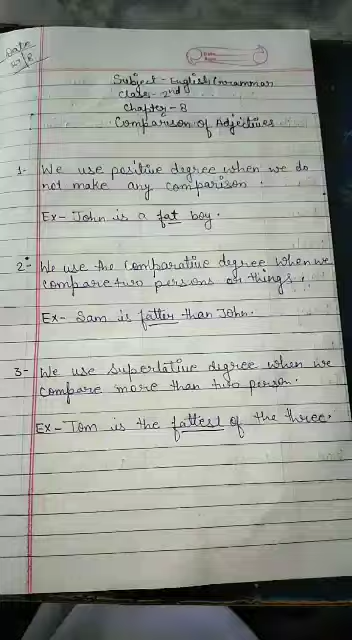 Date
Subject - English Grammar
Class - 2nd
Chapter - 8
Comparison of Adjectives
1- We use positive degree when we do
not make any comparison.
Ex- John is a fat boy.
2- We use the comparative degree when we
compare two persons or things.
Ex- Sam is fatter than John.
3- We use superlative degree when we
compare more than two person.
Ex- Tom is the fattest of the three.